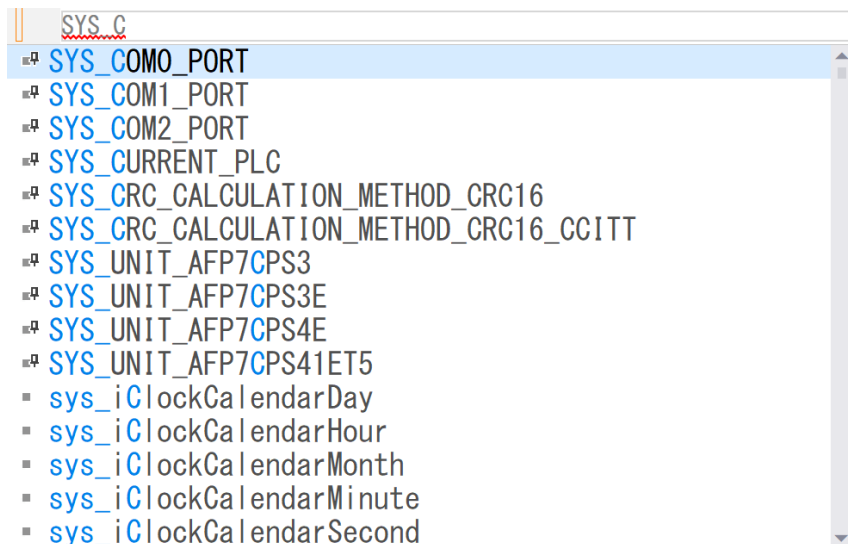 SYS_C
SYS_COM0_PORT
SYS_COM1_PORT
SYS_COM2_PORT
SYS_CURRENT_PLC
SYS_CRC_CALCULATION_METHOD_CRC16
SYS_CRC_CALCULATION_METHOD_CRC16_CCITT
SYS_UNIT_AFP7CPS3
SYS_UNIT_AFP7CPS3E
SYS_UNIT_AFP7CPS4E
SYS_UNIT_AFP7CPS41ET5
sys_iClockCalendarDay
sys_iClockCalendarHour
sys_iClockCalendarMonth
sys_iClockCalendarMinute
sys_iClockCalendarSecond